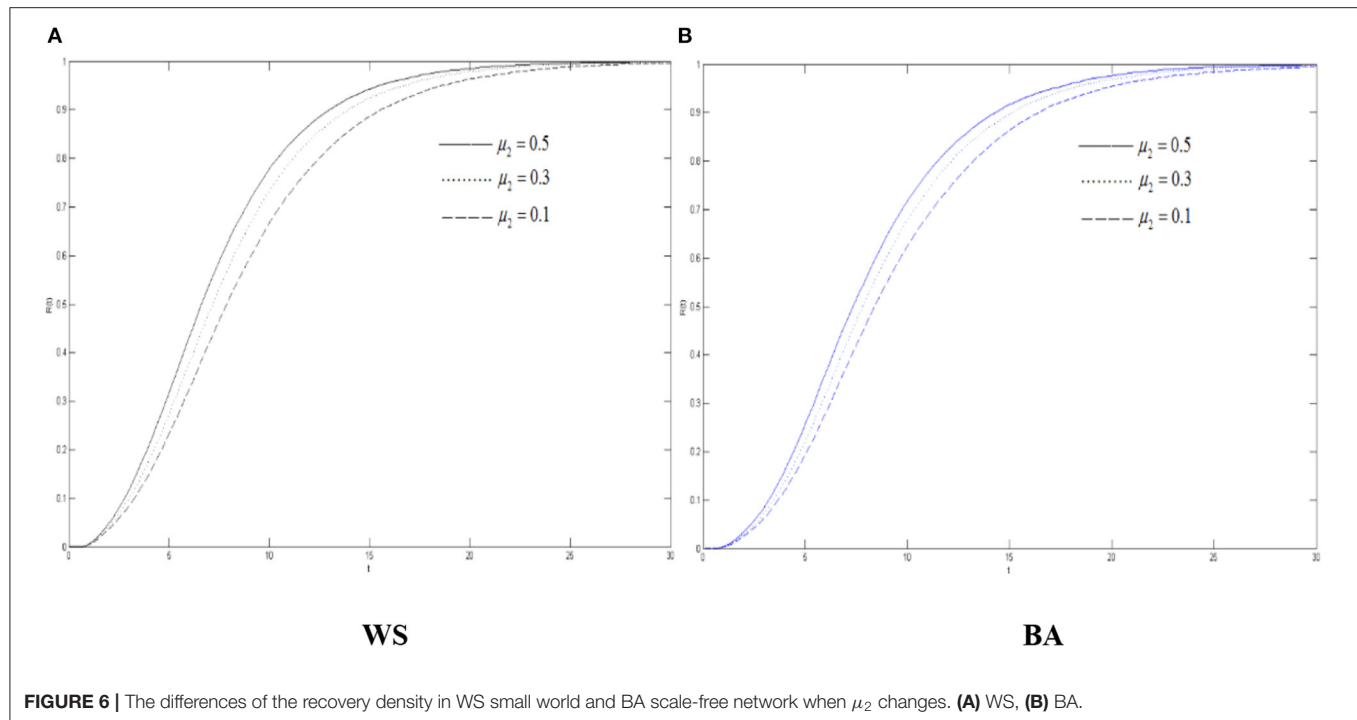 A
1
0.9
0.8
0.7
0.6
0.5
0.4
0.3
0.2
0.1
0
R(t)
μ₂ = 0.5
μ₂ = 0.3
μ₂ = 0.1
0 5 10 15 20 25 30
t
WS
B
1
0.9
0.8
0.7
0.6
0.5
0.4
0.3
0.2
0.1
0
R(t)
μ₂ = 0.5
μ₂ = 0.3
μ₂ = 0.1
0 5 10 15 20 25 30
t
BA
FIGURE 6 | The differences of the recovery density in WS small world and BA scale-free network when μ₂ changes. (A) WS, (B) BA.